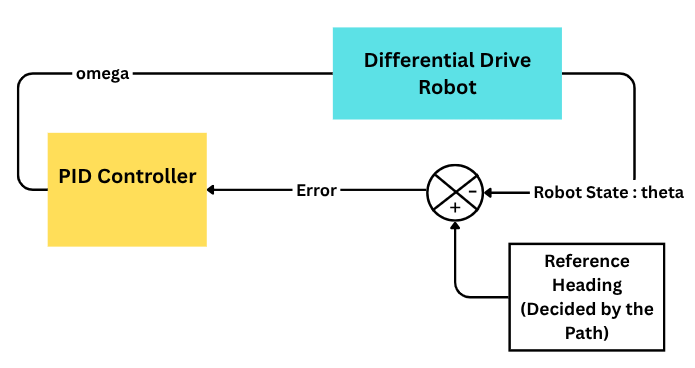 Differential Drive
Robot
omega
PID Controller
Error
-
+
Robot State : theta
Reference
Heading
(Decided by the
Path)